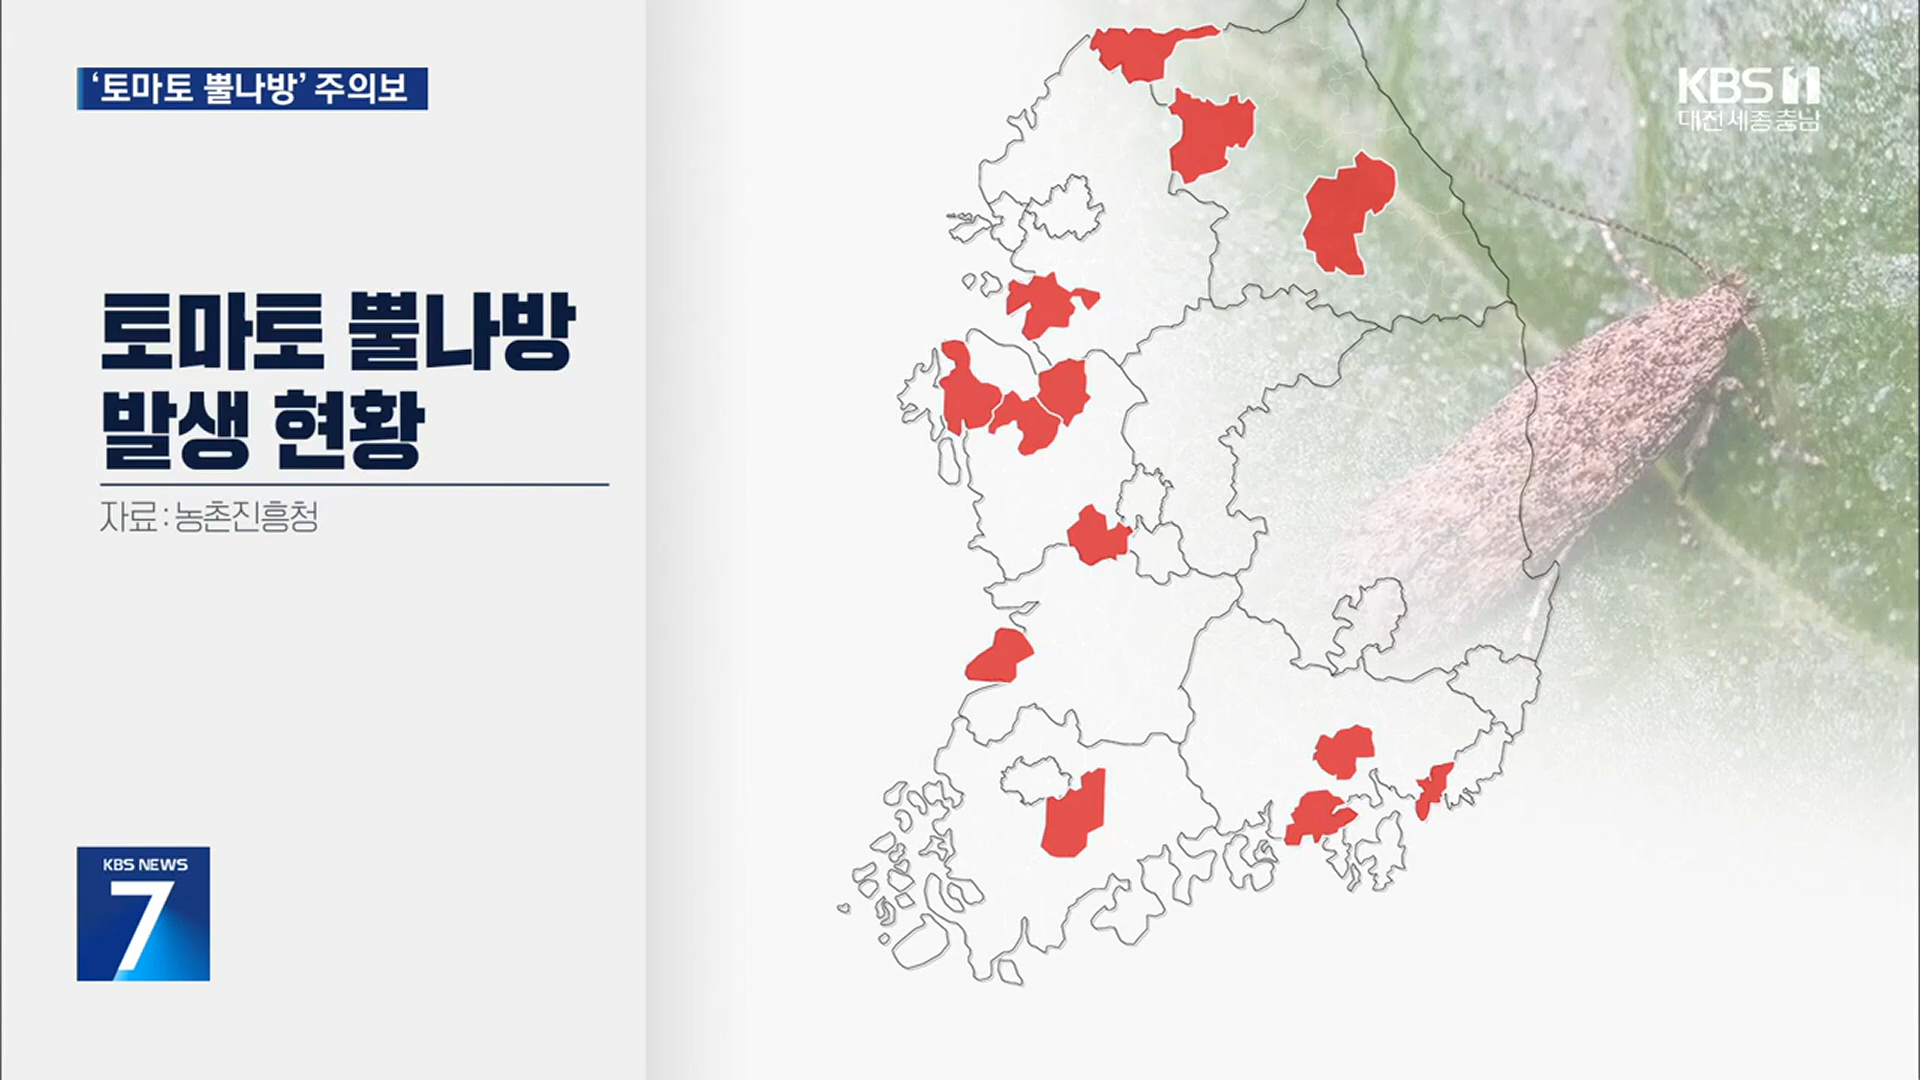 ‘토마토 뿔나방’ 주의보
KBS 1
대전 세종 충남
토마토 뿔나방
발생 현황
자료 : 농촌진흥청
KBS NEWS
7